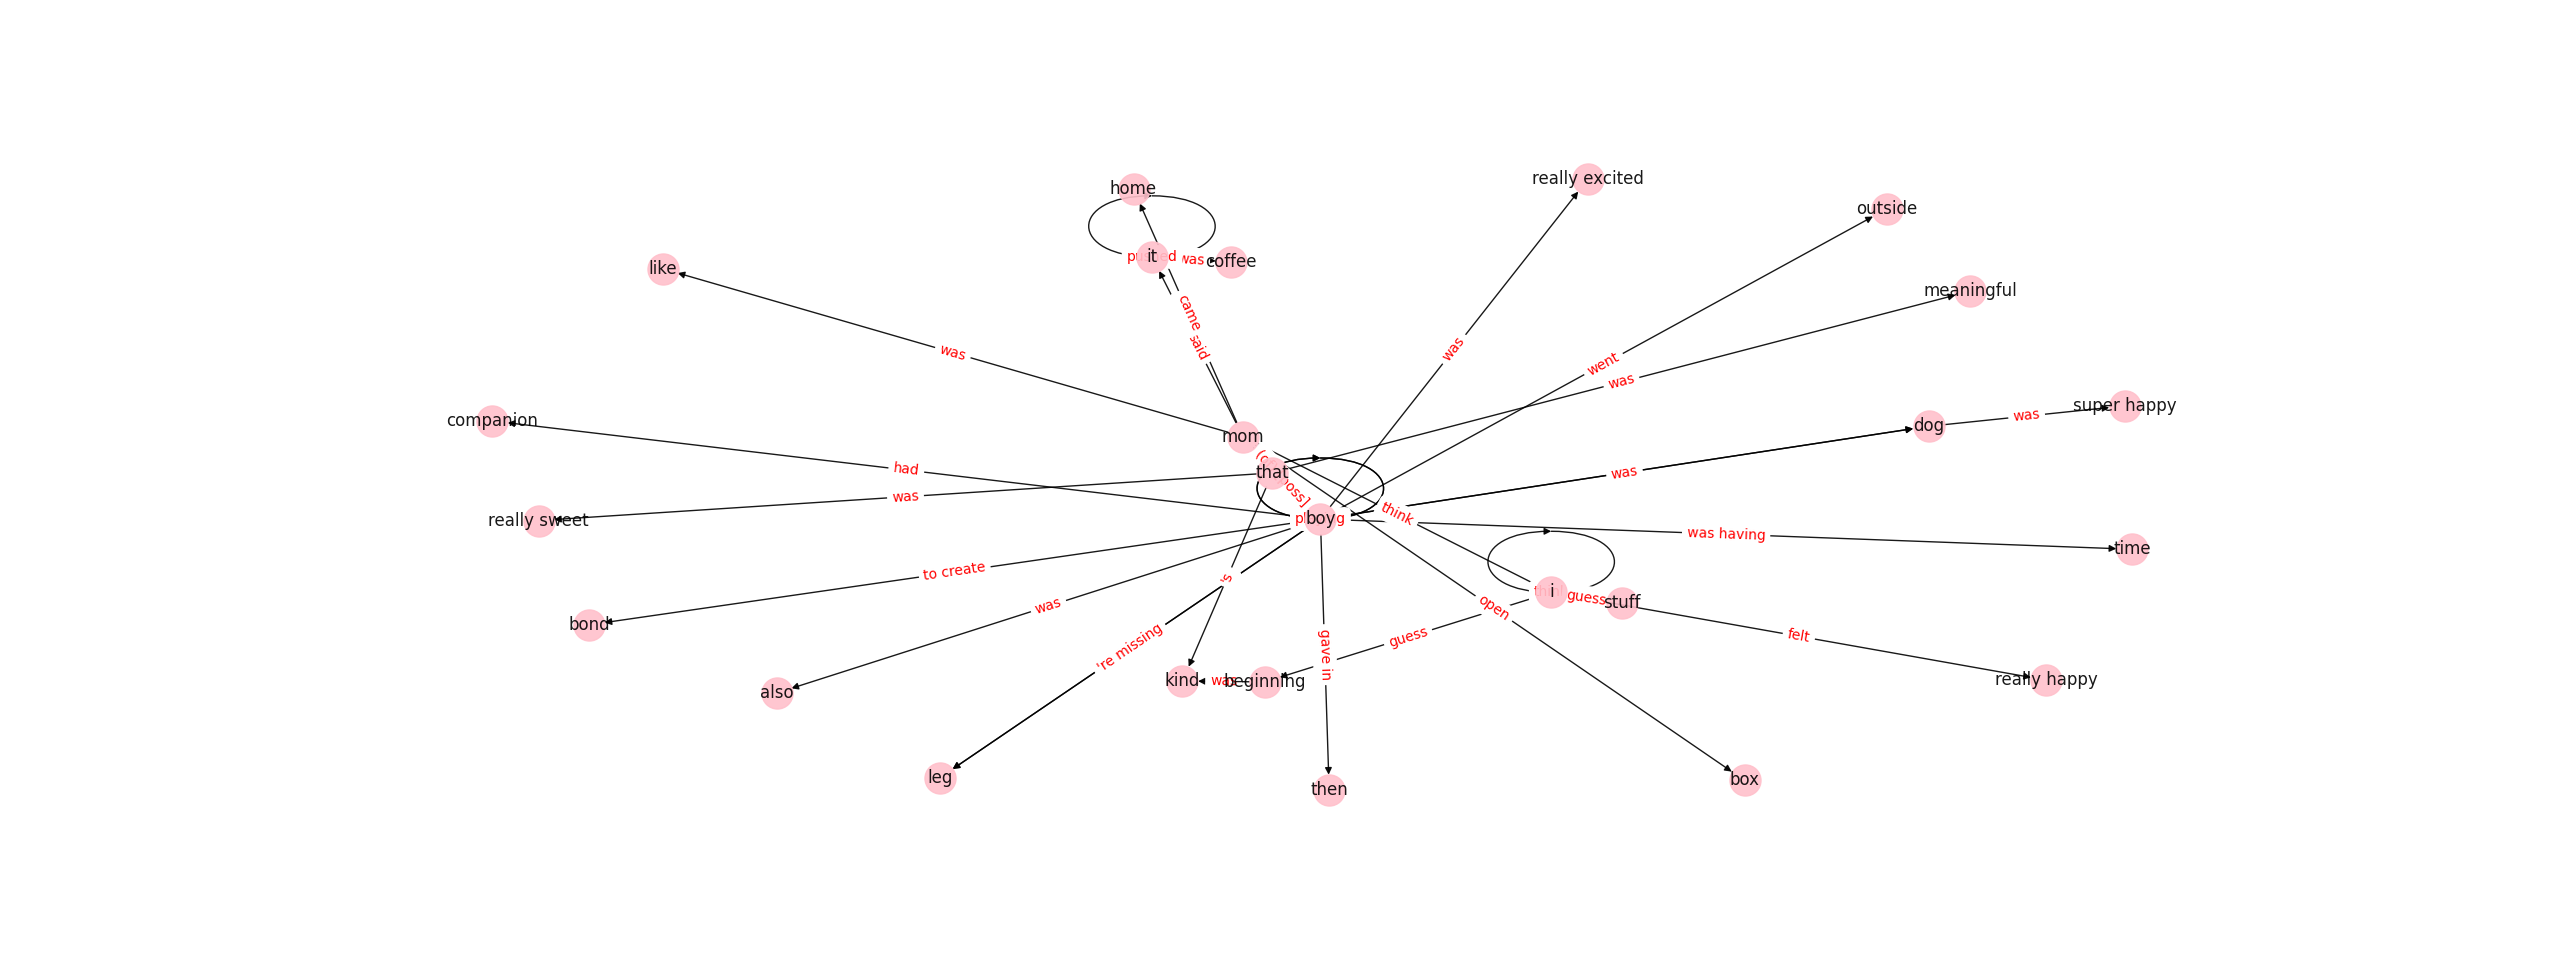 really excited
home
outside
it
was
coffee
like
meaningful
came
said
was
was
went
was
super happy
was
companion
dog
mom
had
that
was
was
really sweet
think
boy
was having
time
to create
's
i
guess
stuff
open
bond
was
guess
felt
're missing
gave in
kind
was
beginning
really happy
also
leg
then
box